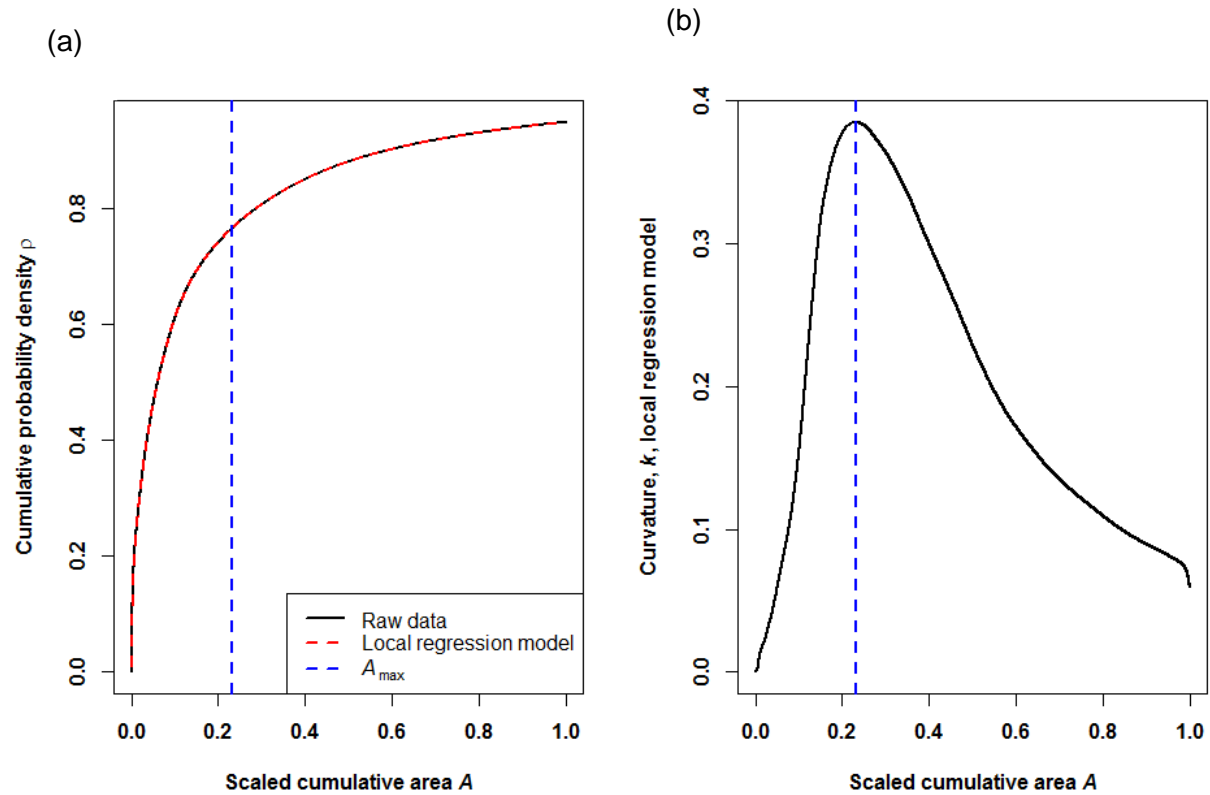 (a)
Cumulative probability density ρ
0.0
0.2
0.4
0.6
0.8
Raw data
Local regression model
A max
0.0 0.2 0.4 0.6 0.8 1.0
Scaled cumulative area A
(b)
Curvature, k, local regression model
0.0
0.1
0.2
0.3
0.4
0.0 0.2 0.4 0.6 0.8 1.0
Scaled cumulative area A